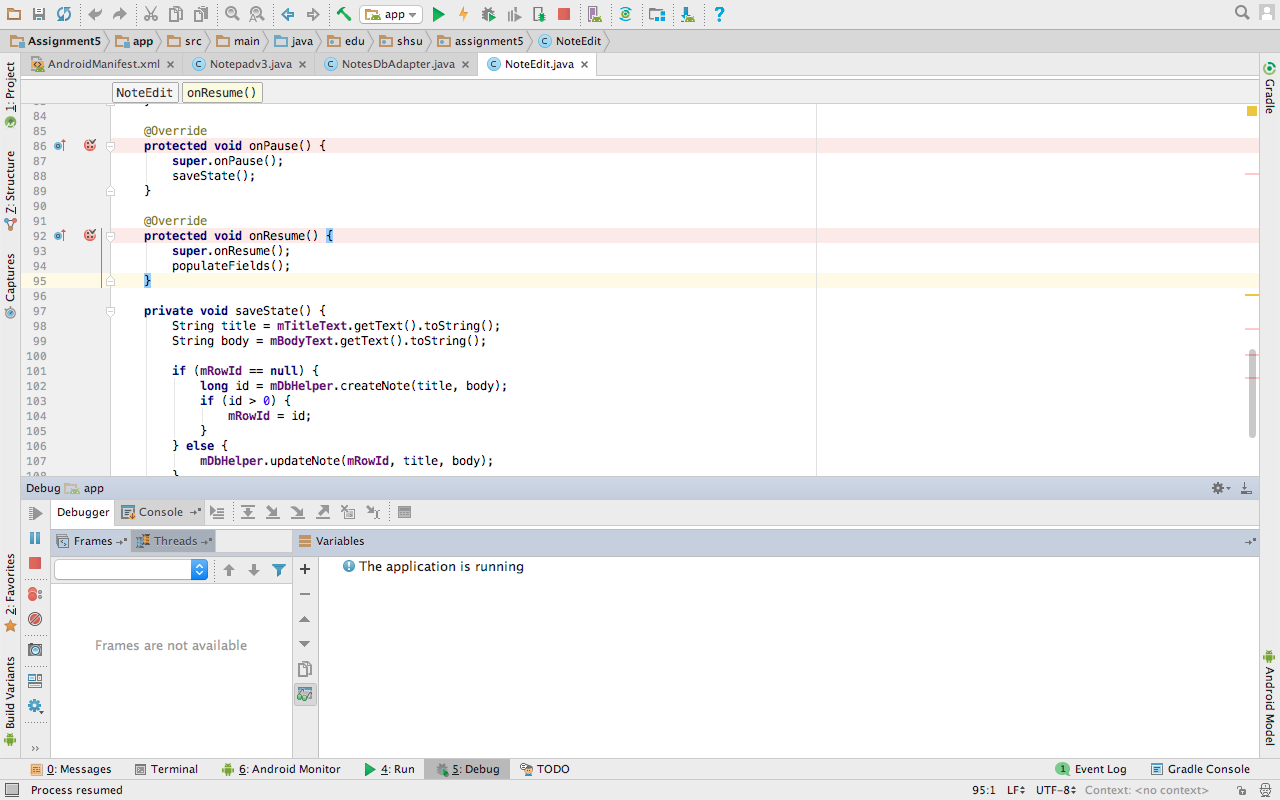 app
Assignment5 app src main java edu shsu assignment5 NoteEdit
AndroidManifest.xml Notepadv3.java NotesDbAdapter.java NoteEdit.java
NoteEdit onResume()
84
85 @Override
86 protected void onPause() {
87 super.onPause();
88 saveState();
89 }
90
91 @Override
92 protected void onResume() {
93 super.onResume();
94 populateFields();
95 }
96
97 private void saveState() {
98 String title = mTitleText.getText().toString();
99 String body = mBodyText.getText().toString();
100
101 if (mRowId == null) {
102 long id = mDbHelper.createNote(title, body);
103 if (id > 0) {
104 mRowId = id;
105 }
106 } else {
107 mDbHelper.updateNote(mRowId, title, body);
108 }
1: Project
Z: Structure
Captures
2: Favorites
Build Variants
Gradle
Android Model
Debug app
Debugger Console
Frames Threads Variables
The application is running
Frames are not available
0: Messages Terminal 6: Android Monitor 4: Run 5: Debug TODO 1 Event Log Gradle Console
Process resumed 95:1 LF UTF-8 Context: <no context>